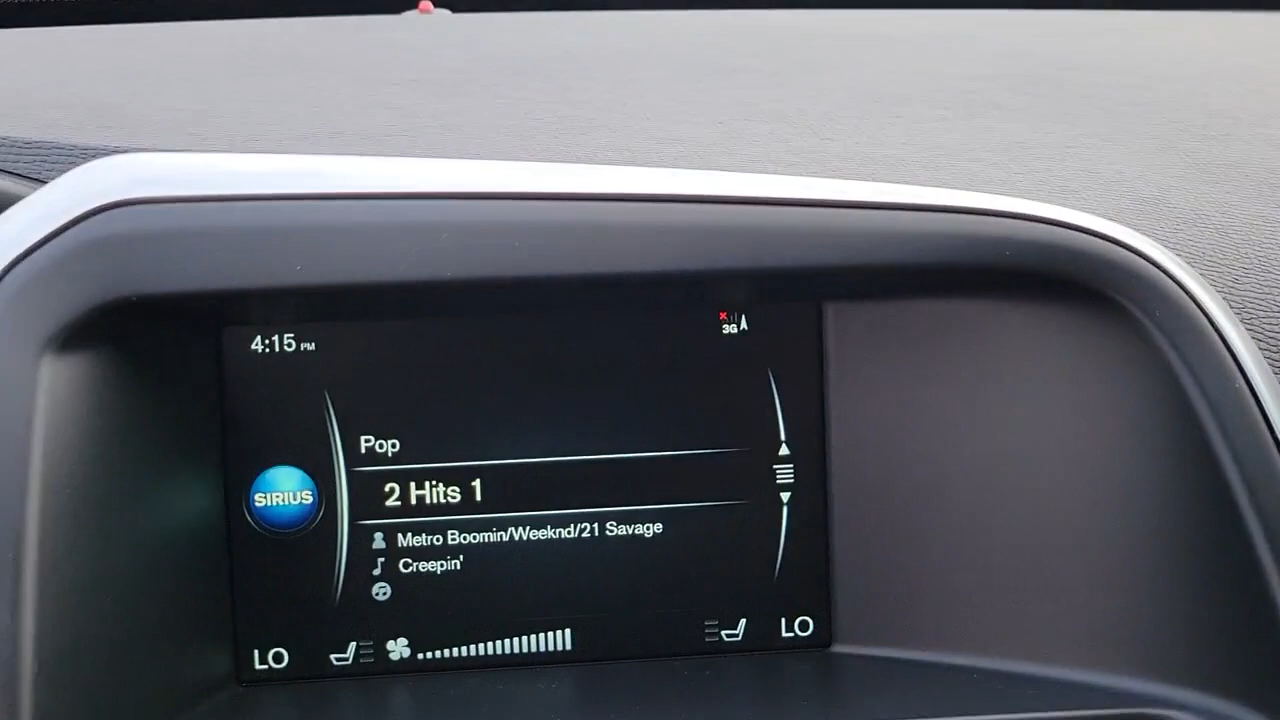 4:15 PM
3G
Pop
SIRIUS
2 Hits 1
Metro Boomin/Weeknd/21 Savage
Creepin'
LO
LO